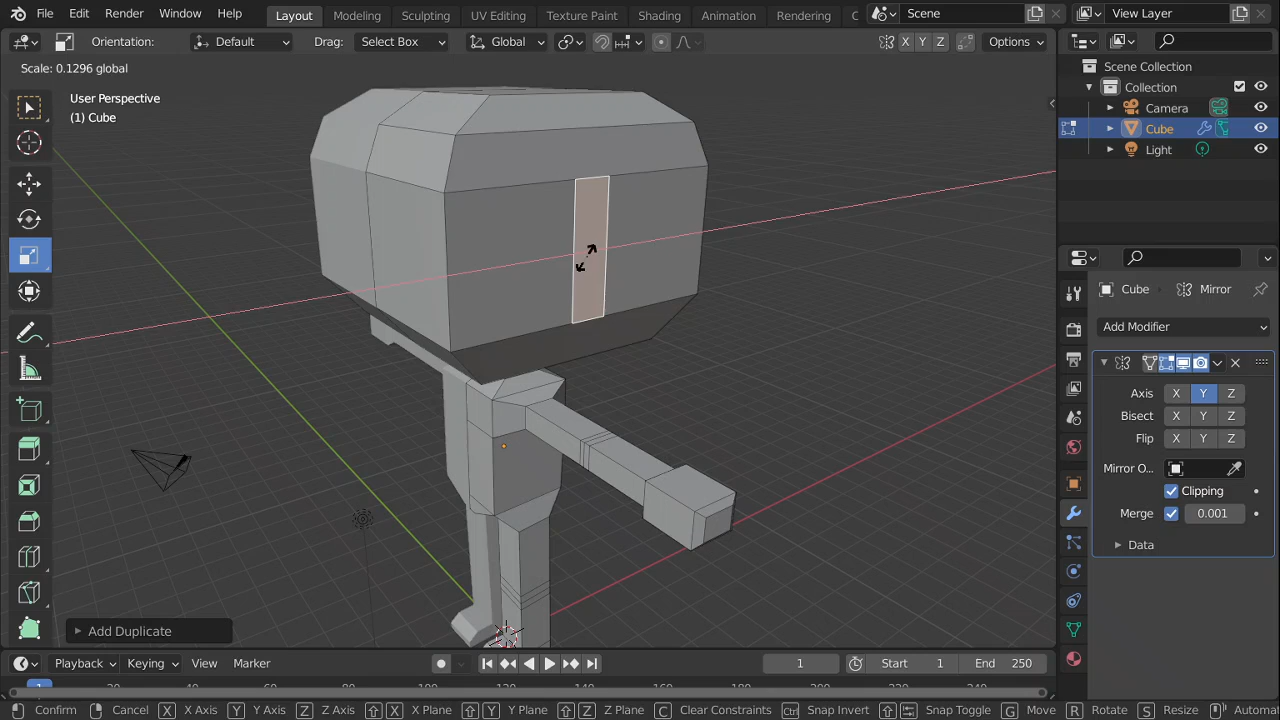 File Edit Render Window Help Layout Modeling Sculpting UV Editing Texture Paint Shading Animation Rendering C Scene View Layer
Orientation: Default Drag: Select Box Global X Y Z Options
Scale: 0.1296 global
User Perspective
(1) Cube
Scene Collection
Collection
Camera
Cube
Light
Cube Mirror
Add Modifier
Axis X Y Z
Bisect X Y Z
Flip X Y Z
Mirror O...
Clipping
Merge 0.001
Data
Add Duplicate
Playback Keying View Marker 1 Start 1 End 250
Confirm Cancel X X Axis Y Y Axis Z Z Axis X X Plane Y Y Plane Z Z Plane C Clear Constraints Ctrl Snap Invert Snap Toggle G Move R Rotate S Resize Automa